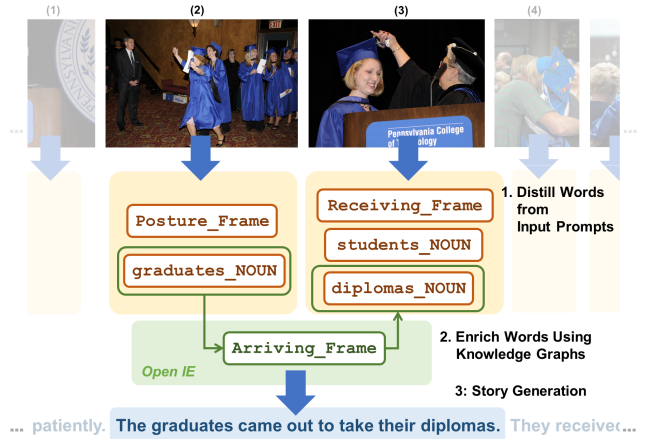 (1) (2) (3) (4)
PENNSYLVANIA
EXIT
Pennsylvania College
of Technology
... ...
1. Distill Words
from
Input Prompts
Posture_Frame
graduates_NOUN
Receiving_Frame
students_NOUN
diplomas_NOUN
2. Enrich Words Using
Knowledge Graphs
Arriving_Frame
Open IE
3: Story Generation
... patiently. The graduates came out to take their diplomas. They received...